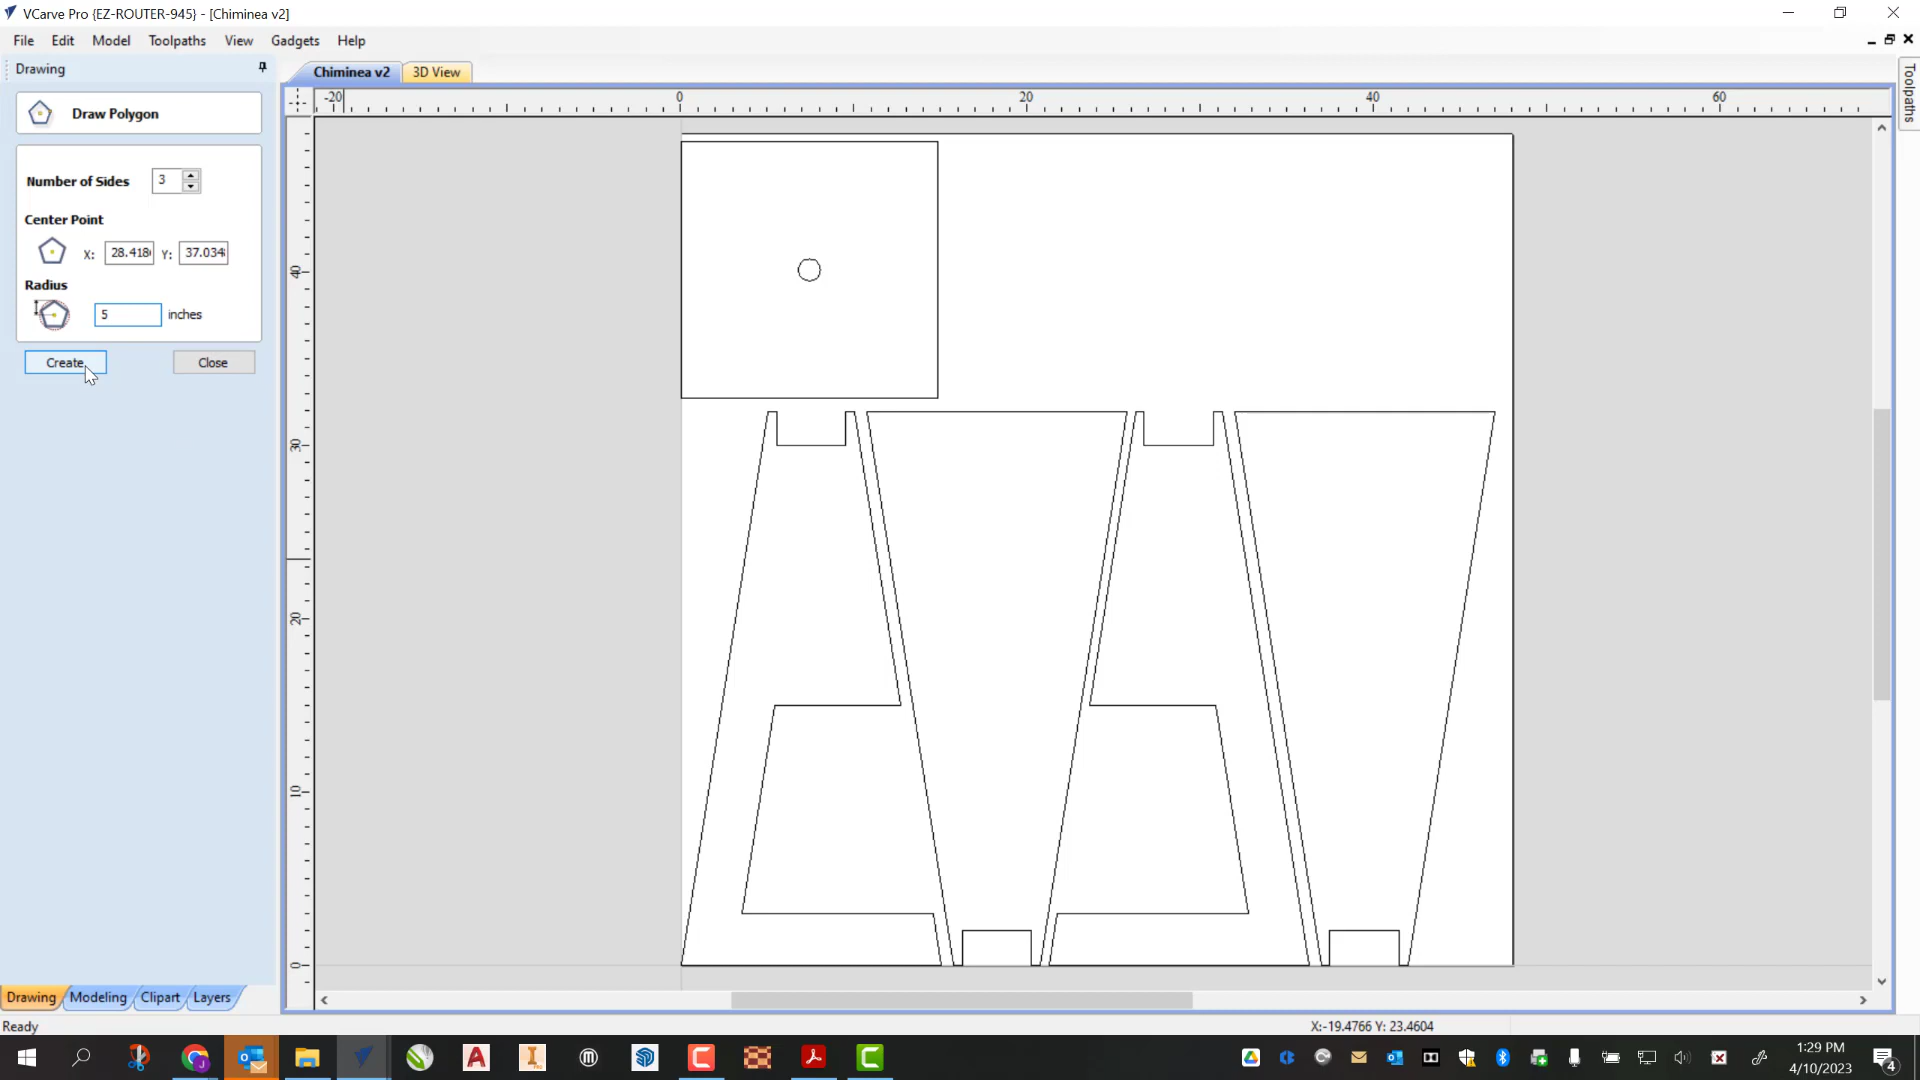 VCarve Pro {EZ-ROUTER-945} - [Chiminea v2]
File Edit Model Toolpaths View Gadgets Help
Drawing
Chiminea v2 3D View
Toolpaths
-20 0 20 40 60
Draw Polygon
Number of Sides 3
Center Point
X: 28.418 Y: 37.034
Radius
5 inches
Create Close
40
30
20
10
0
Drawing Modeling Clipart Layers
Ready
X:-19.4766 Y: 23.4604
1:29 PM
4/10/2023
4